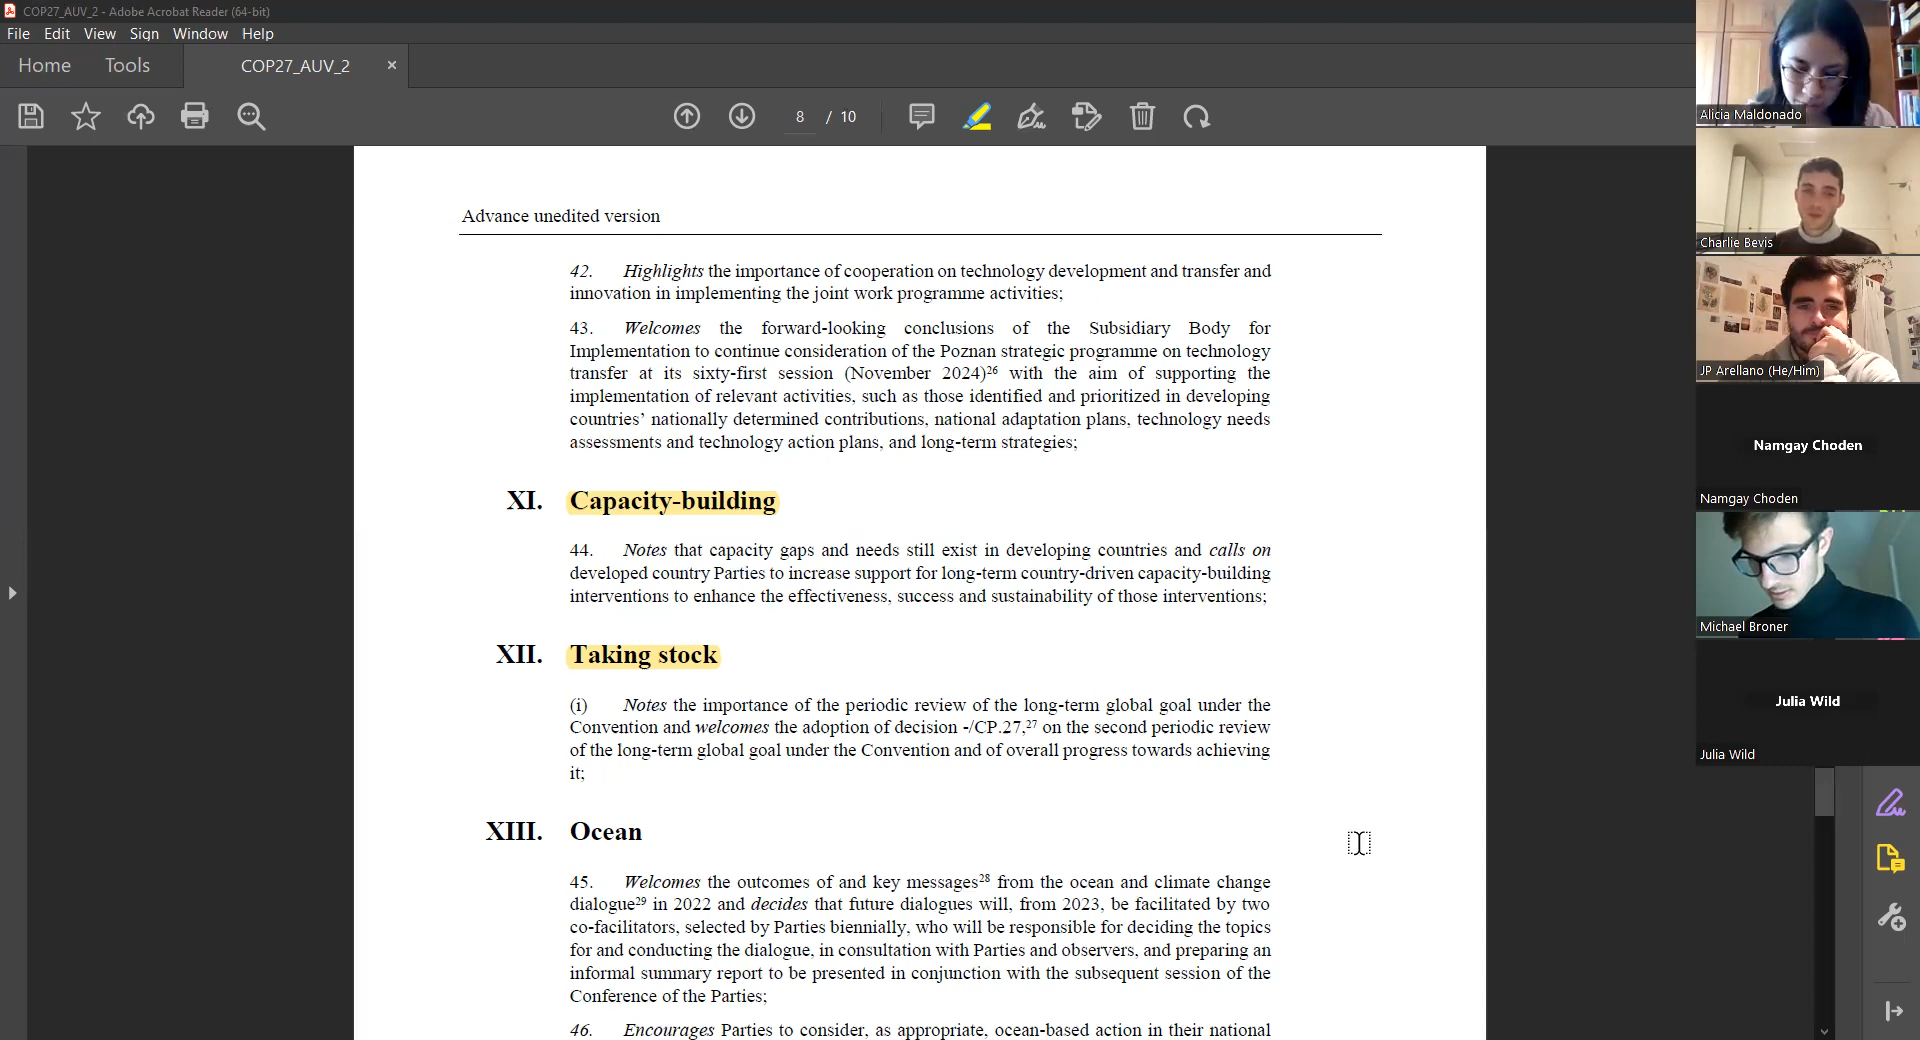 COP27_AUV_2 - Adobe Acrobat Reader (64-bit)
File Edit View Sign Window Help
Home Tools COP27_AUV_2 ×
8 / 10
Advance unedited version
42. Highlights the importance of cooperation on technology development and transfer and
innovation in implementing the joint work programme activities;
43. Welcomes the forward-looking conclusions of the Subsidiary Body for
Implementation to continue consideration of the Poznan strategic programme on technology
transfer at its sixty-first session (November 2024)²⁶ with the aim of supporting the
implementation of relevant activities, such as those identified and prioritized in developing
countries’ nationally determined contributions, national adaptation plans, technology needs
assessments and technology action plans, and long-term strategies;
XI. Capacity-building
44. Notes that capacity gaps and needs still exist in developing countries and calls on
developed country Parties to increase support for long-term country-driven capacity-building
interventions to enhance the effectiveness, success and sustainability of those interventions;
XII. Taking stock
(i) Notes the importance of the periodic review of the long-term global goal under the
Convention and welcomes the adoption of decision -/CP.27,²⁷ on the second periodic review
of the long-term global goal under the Convention and of overall progress towards achieving
it;
XIII. Ocean
45. Welcomes the outcomes of and key messages²⁸ from the ocean and climate change
dialogue²⁹ in 2022 and decides that future dialogues will, from 2023, be facilitated by two
co-facilitators, selected by Parties biennially, who will be responsible for deciding the topics
for and conducting the dialogue, in consultation with Parties and observers, and preparing an
informal summary report to be presented in conjunction with the subsequent session of the
Conference of the Parties;
46. Encourages Parties to consider, as appropriate, ocean-based action in their national
Alicia Maldonado
Charlie Bevis
JP Arellano (He/Him)
Namgay Choden
Namgay Choden
Michael Broner
Julia Wild
Julia Wild